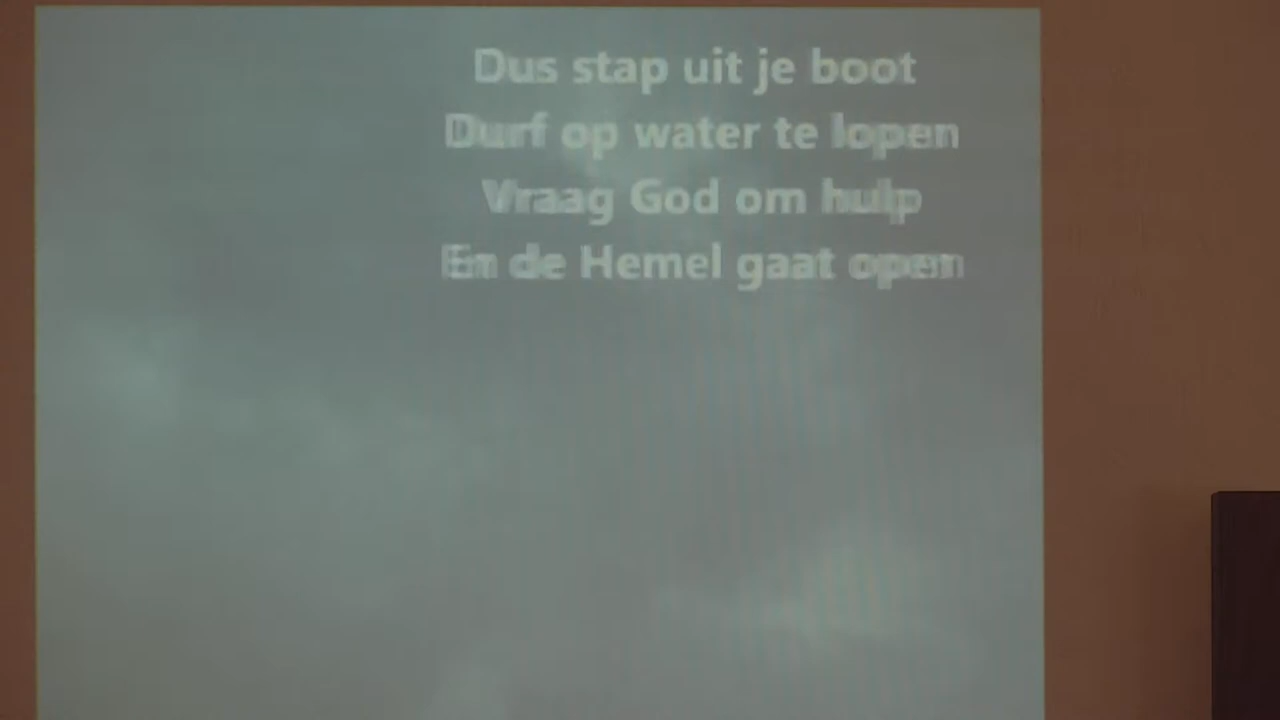 Dus stap uit je boot
Durf op water te lopen
Vraag God om hulp
En de Hemel gaat open